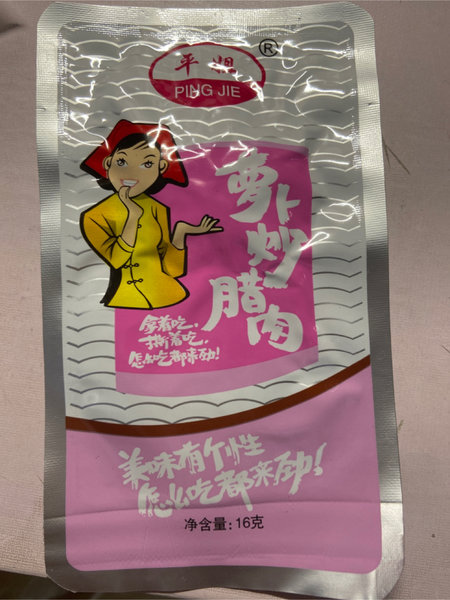 ®
平姐
PING JIE
萝卜
炒
腊肉
拿着吃,
撕着吃,
怎么吃都来劲!
美味有个性
怎么吃都来劲!
净含量:16克